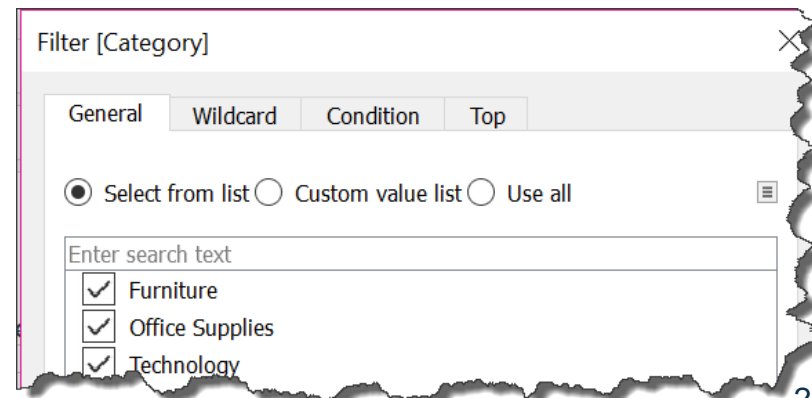 Filter [Category]
General Wildcard Condition Top
Select from list Custom value list Use all
Enter search text
Furniture
Office Supplies
Technology